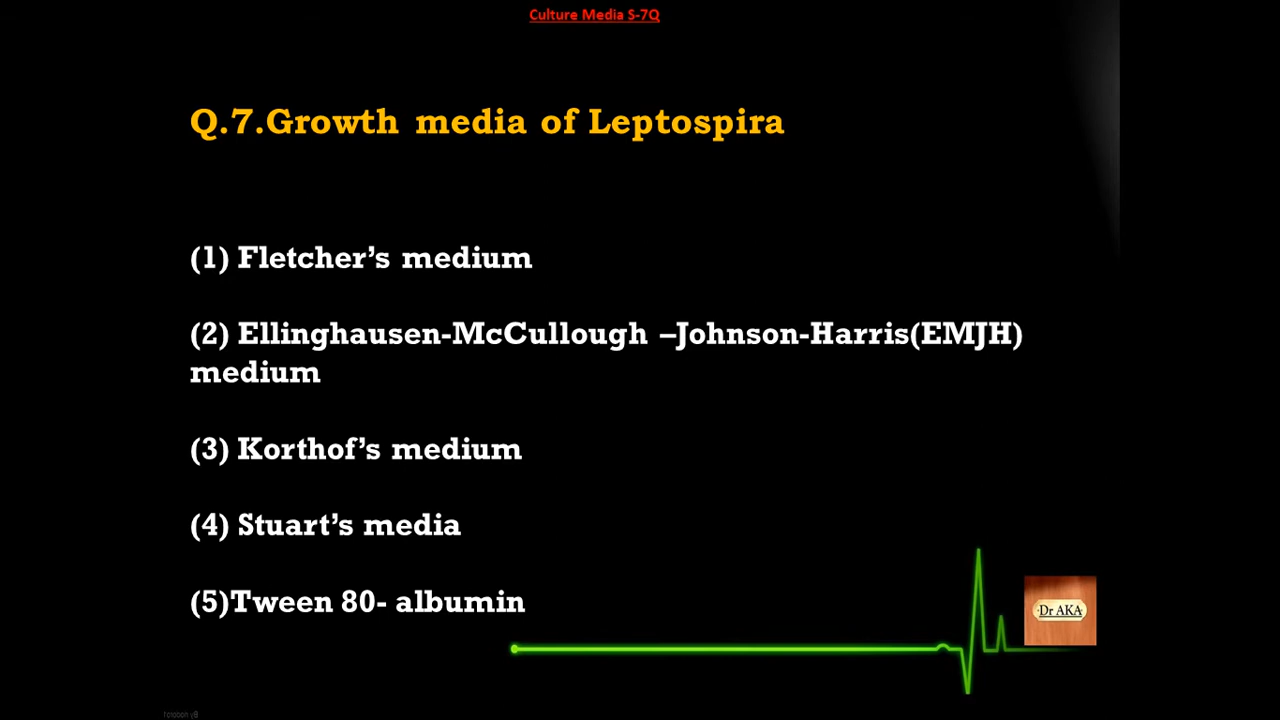 Culture Media S-7Q
Q.7.Growth media of Leptospira
(1) Fletcher’s medium
(2) Ellinghausen-McCullough –Johnson-Harris(EMJH)
medium
(3) Korthof’s medium
(4) Stuart’s media
(5)Tween 80- albumin
Dr AKA